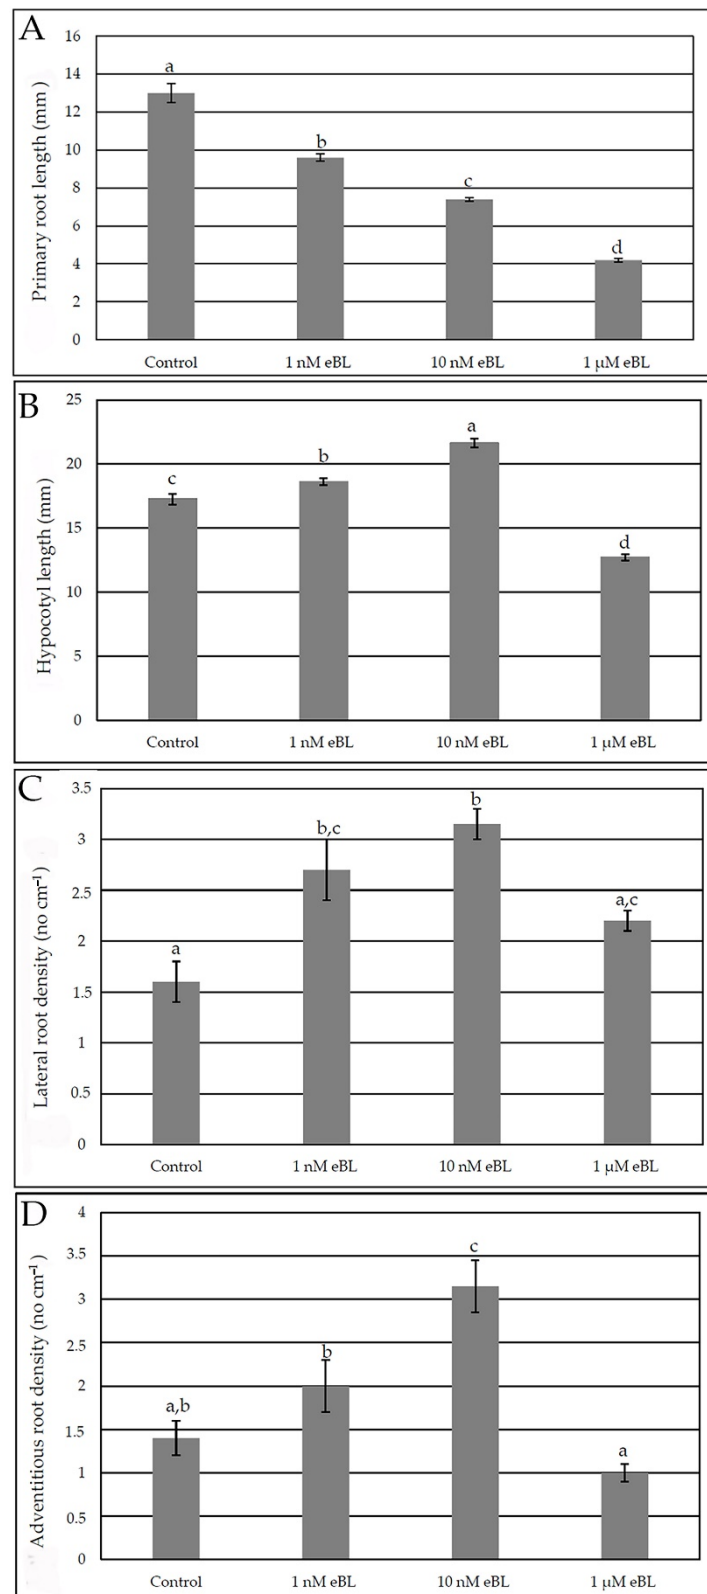 A
Primary root length (mm )
16
14
12
10
8
6
4
2
0
a
b
c
d
Control 1 nM eBL 10 nM eBL 1 µM eBL
B
Hypocotyl length (mm)
25
20
15
10
5
0
c
b
a
d
Control 1 nM eBL 10 nM eBL 1 µM eBL
C
Lateral root density (no cm⁻¹)
3.5
3
2.5
2
1.5
1
0.5
0
a
b,c
b
a,c
Control 1 nM eBL 10 nM eBL 1 µM eBL
D
Adventitious root density (no cm⁻¹ )
4
3.5
3
2.5
2
1.5
1
0.5
0
a,b
b
c
a
Control 1 nM eBL 10 nM eBL 1 µM eBL